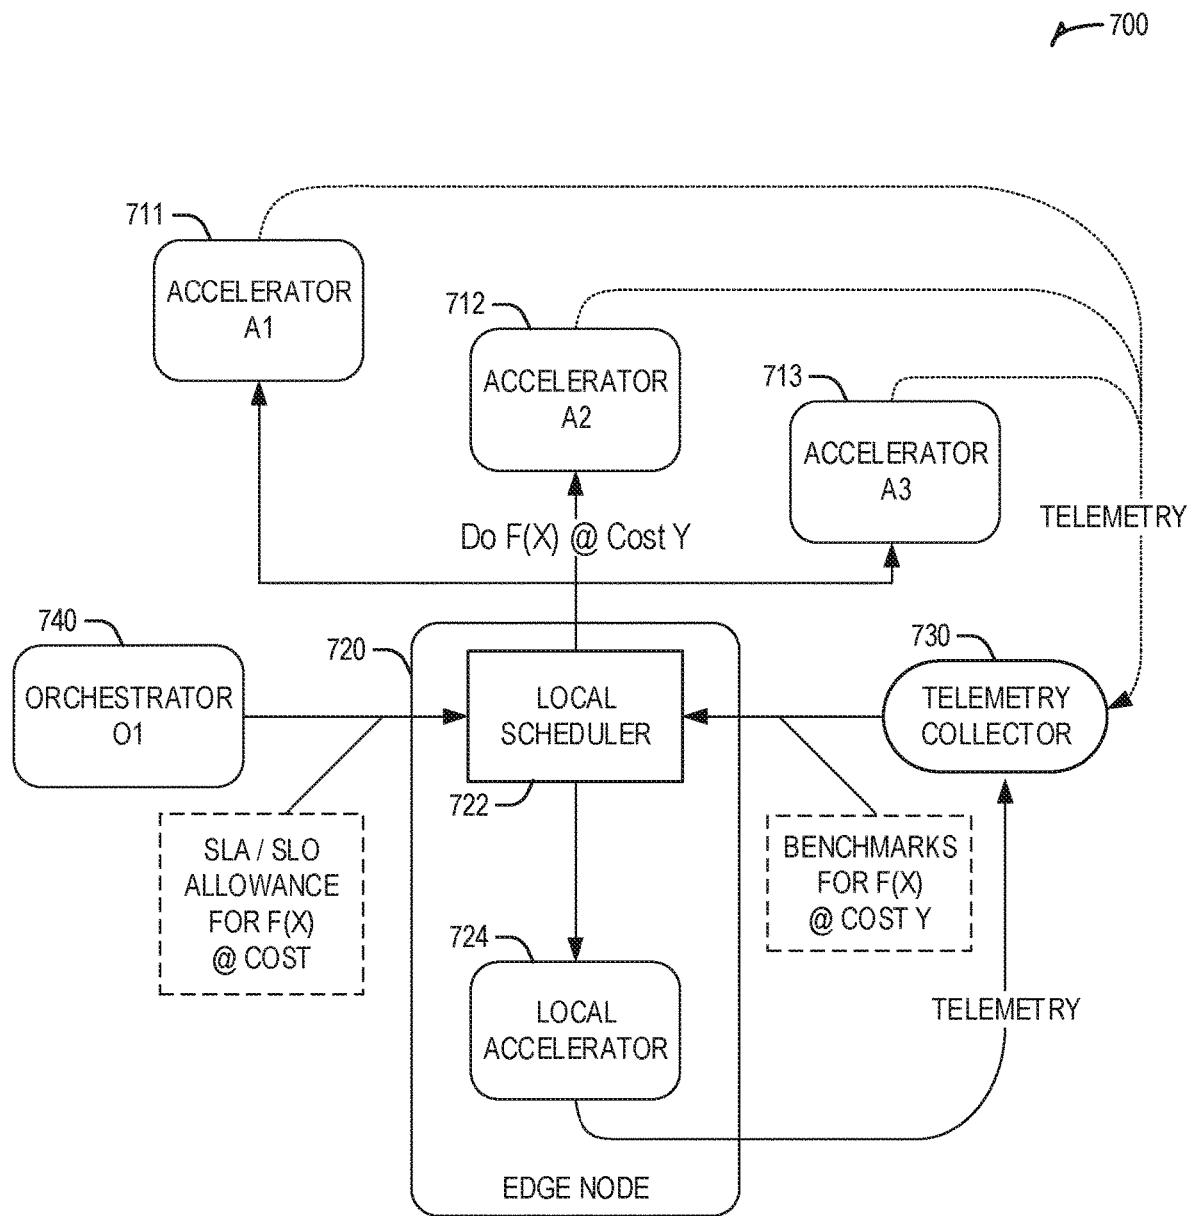 700
711
ACCELERATOR
A1
712
ACCELERATOR
A2
713
ACCELERATOR
A3
TELEMETRY
Do F(X) @ Cost Y
740
ORCHESTRATOR
O1
720
LOCAL
SCHEDULER
722
730
TELEMETRY
COLLECTOR
SLA / SLO
ALLOWANCE
FOR F(X)
@ COST
BENCHMARKS
FOR F(X)
@ COST Y
724
LOCAL
ACCELERATOR
TELEMETRY
EDGE NODE